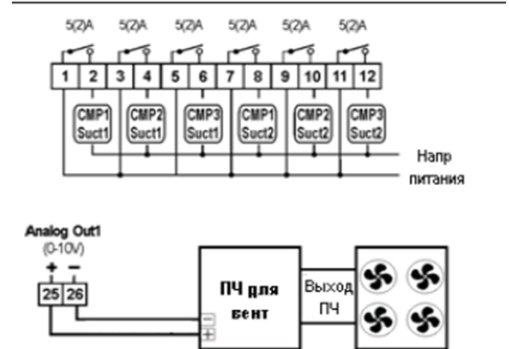 5(2)A 5(2)A 5(2)A 5(2)A 5(2)A 5(2)A
1 2 3 4 5 6 7 8 9 10 11 12
CMP1 CMP2 CMP3 CMP1 CMP2 CMP3
Suct1 Suct1 Suct1 Suct2 Suct2 Suct2
Напр
питания
Analog Out1
(0-10V)
+ −
25 26
ПЧ для
вент
Выход
ПЧ
−
+